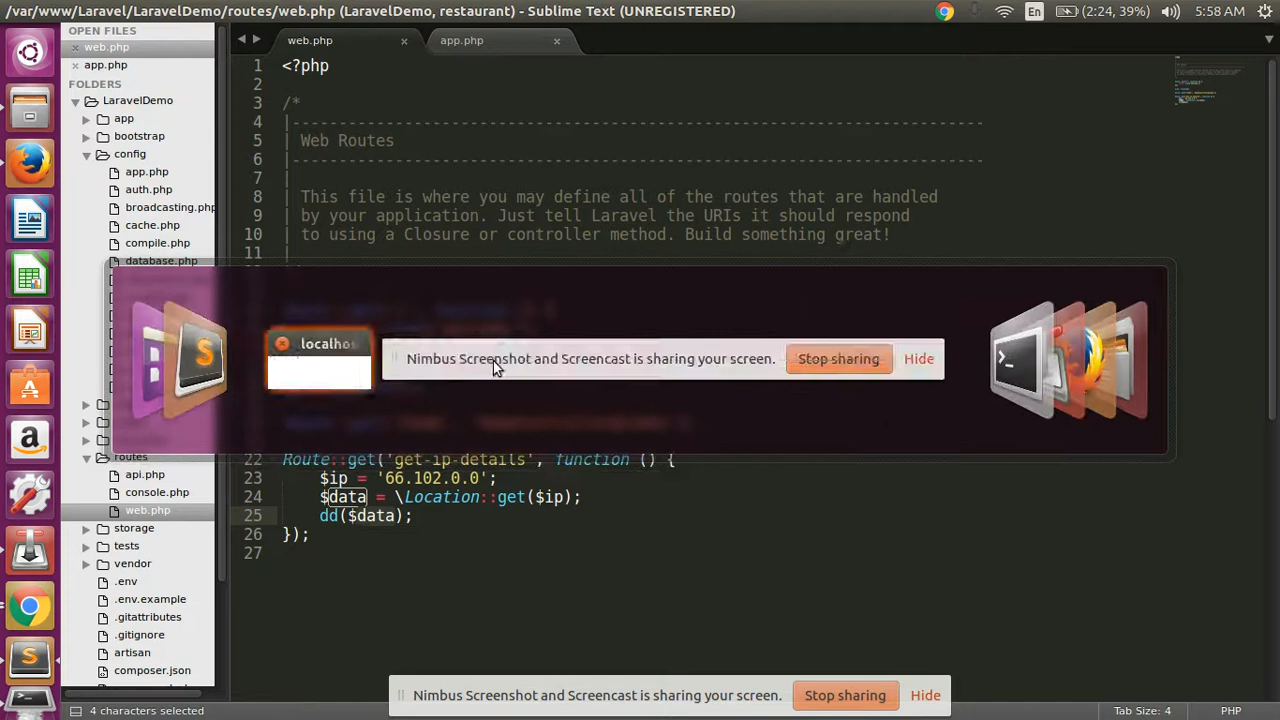 /var/www/Laravel/LaravelDemo/routes/web.php (LaravelDemo, restaurant) - Sublime Text (UNREGISTERED)
En
(2:24, 39%)
5:58 AM
OPEN FILES
web.php
app.php
FOLDERS
LaravelDemo
app
bootstrap
config
app.php
auth.php
broadcasting.php
cache.php
compile.php
database.php
routes
api.php
console.php
web.php
storage
tests
vendor
.env
.env.example
.gitattributes
.gitignore
artisan
composer.json
web.php
app.php
1 <?php
2
3 /*
4 |--------------------------------------------------------------------------
5 | Web Routes
6 |--------------------------------------------------------------------------
7 |
8 | This file is where you may define all of the routes that are handled
9 | by your application. Just tell Laravel the URIs it should respond
10 | to using a Closure or controller method. Build something great!
11 |
localhos
Nimbus Screenshot and Screencast is sharing your screen.
Stop sharing
Hide
22 Route::get('get-ip-details', function () {
23 $ip = '66.102.0.0';
24 $data = \Location::get($ip);
25 dd($data);
26 });
27
Nimbus Screenshot and Screencast is sharing your screen.
Stop sharing
Hide
4 characters selected
Tab Size: 4
PHP